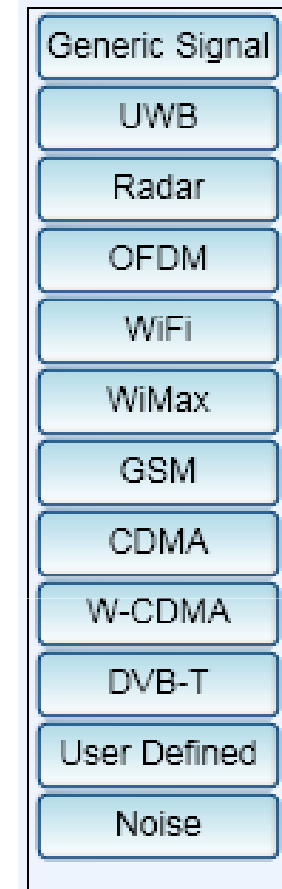 Generic Signal
UWB
Radar
OFDM
WiFi
WiMax
GSM
CDMA
W-CDMA
DVB-T
User Defined
Noise